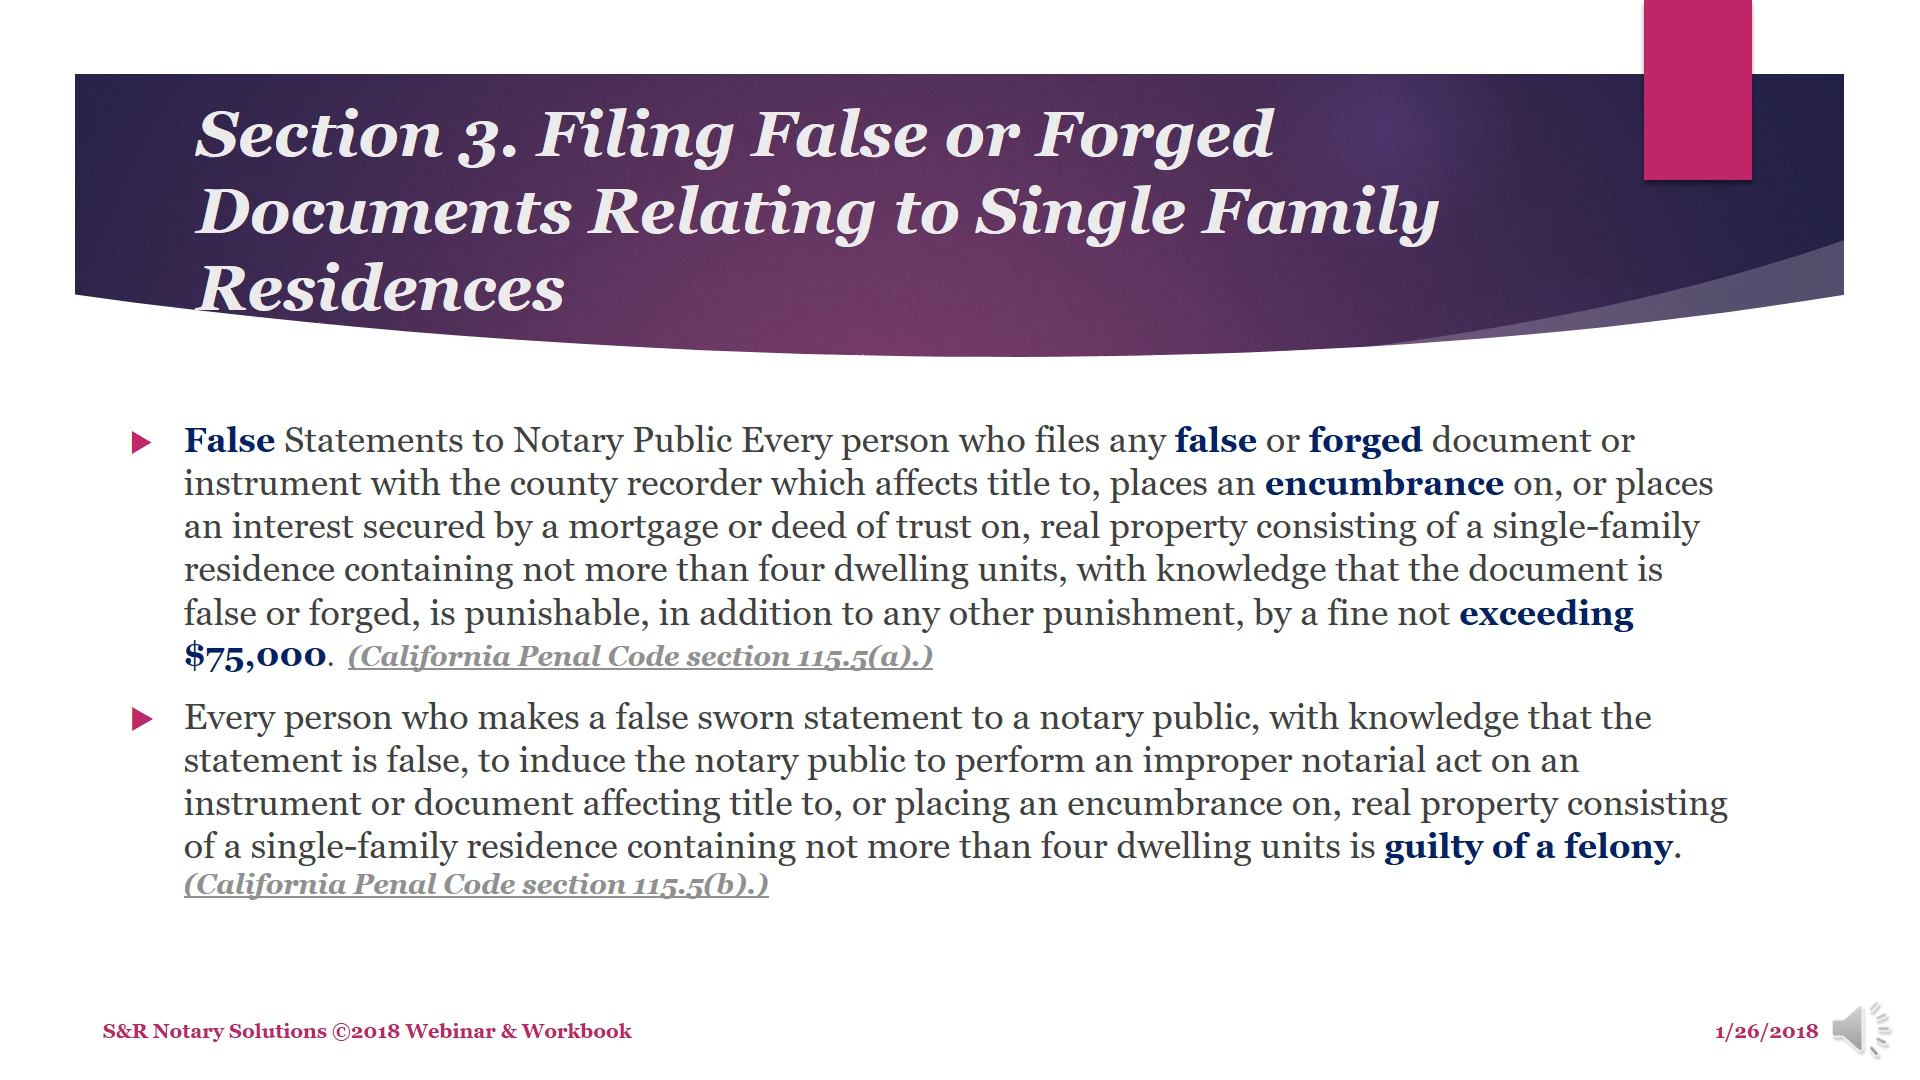 Section 3. Filing False or Forged
Documents Relating to Single Family
Residences
False Statements to Notary Public Every person who files any false or forged document or
instrument with the county recorder which affects title to, places an encumbrance on, or places
an interest secured by a mortgage or deed of trust on, real property consisting of a single-family
residence containing not more than four dwelling units, with knowledge that the document is
false or forged, is punishable, in addition to any other punishment, by a fine not exceeding
$75,000. (California Penal Code section 115.5(a).)
Every person who makes a false sworn statement to a notary public, with knowledge that the
statement is false, to induce the notary public to perform an improper notarial act on an
instrument or document affecting title to, or placing an encumbrance on, real property consisting
of a single-family residence containing not more than four dwelling units is guilty of a felony.
(California Penal Code section 115.5(b).)
S&R Notary Solutions ©2018 Webinar & Workbook
1/26/2018